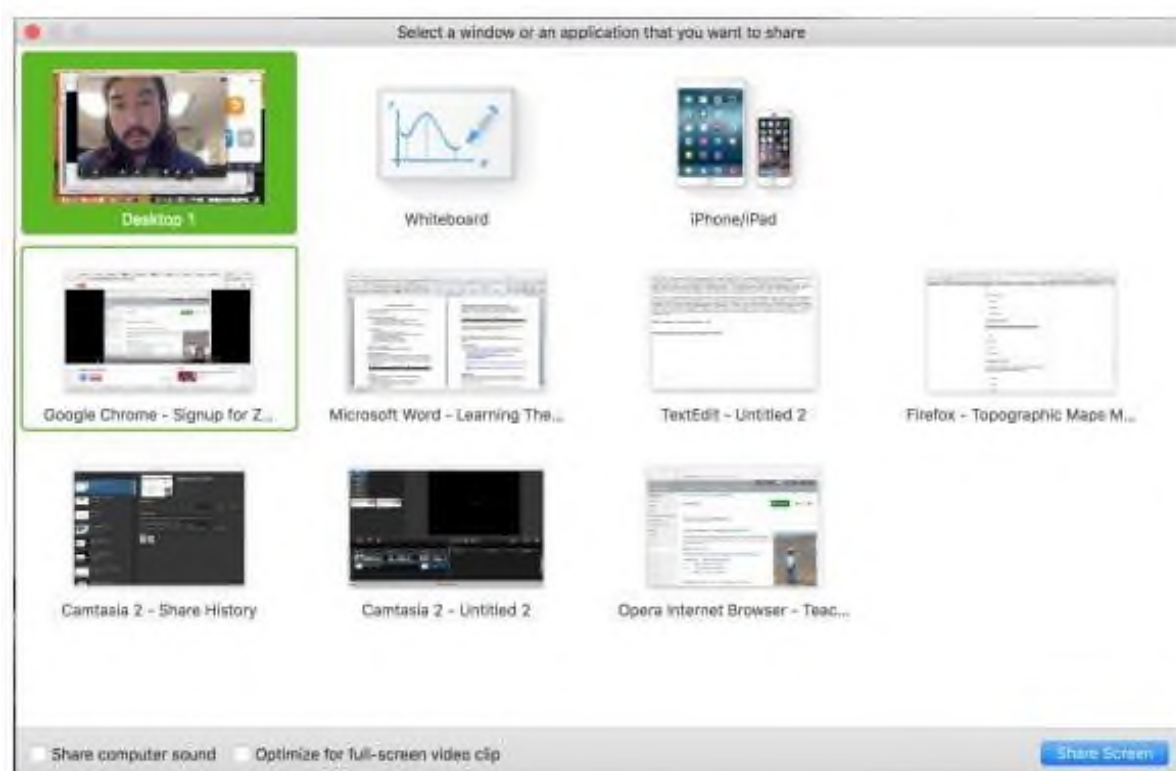 Select a window or an application that you want to share
Desktop 1
Whiteboard
iPhone/iPad
Google Chrome - Signup for Z...
Microsoft Word - Learning The...
TextEdit - Untitled 2
Firefox - Topographic Maps M...
Camtasia 2 - Share History
Camtasia 2 - Untitled 2
Opera Internet Browser - Teac...
Share computer sound
Optimize for full-screen video clip
Share Screen